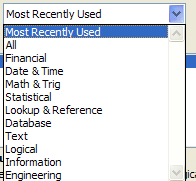 Most Recently Used
Most Recently Used
All
Financial
Date & Time
Math & Trig
Statistical
Lookup & Reference
Database
Text
Logical
Information
Engineering